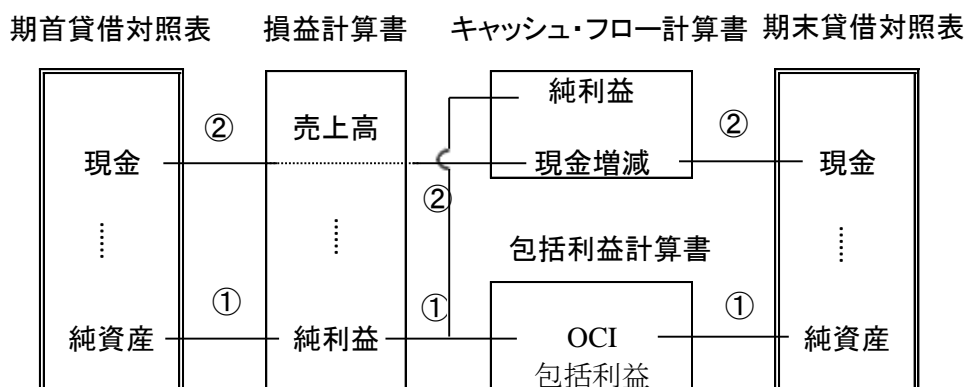 期首貸借対照表 損益計算書 キャッシュ・フロー計算書 期末貸借対照表
純利益
② 売上高 ②
現金 現金増減 現金
②
包括利益計算書
① ① ①
純資産 純利益 OCI 純資産
包括利益